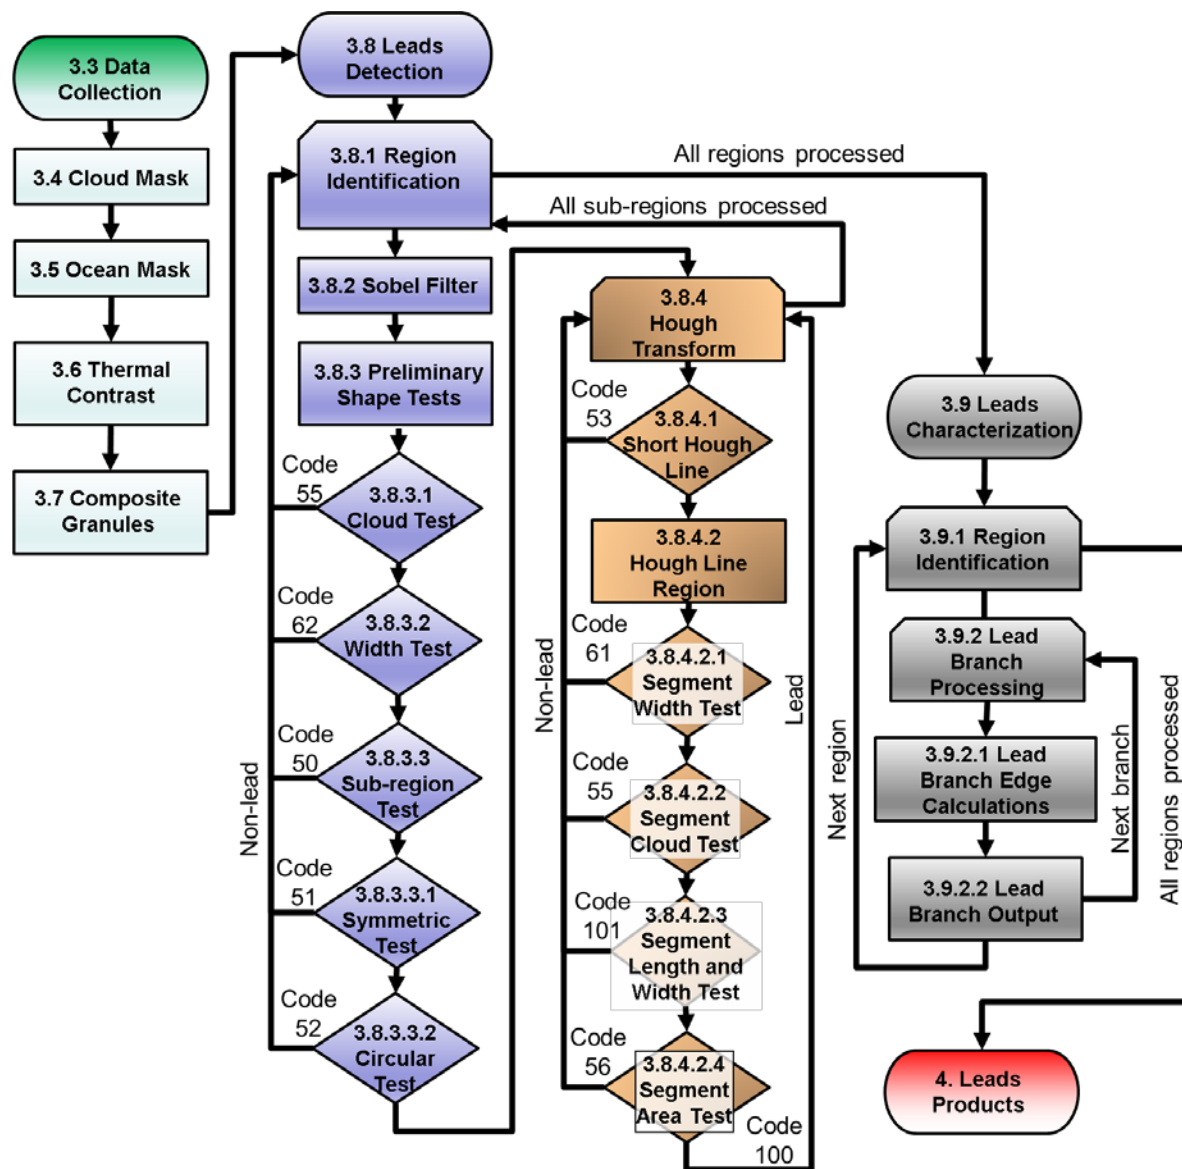 3.3 Data
Collection
3.4 Cloud Mask
3.5 Ocean Mask
3.6 Thermal
Contrast
3.7 Composite
Granules
3.8 Leads
Detection
3.8.1 Region
Identification
All regions processed
All sub-regions processed
3.8.2 Sobel Filter
3.8.3 Preliminary
Shape Tests
Code
55
3.8.3.1
Cloud Test
Code
62
3.8.3.2
Width Test
Code
50
3.8.3.3
Sub-region
Test
Non-lead
Code
51
3.8.3.3.1
Symmetric
Test
Code
52
3.8.3.3.2
Circular
Test
3.8.4
Hough
Transform
Code
53
3.8.4.1
Short Hough
Line
3.8.4.2
Hough Line
Region
Code
61
3.8.4.2.1
Segment
Width Test
Non-lead
Lead
Code
55
3.8.4.2.2
Segment
Cloud Test
Code
101
3.8.4.2.3
Segment
Length and
Width Test
Code
56
3.8.4.2.4
Segment
Area Test
Code
100
3.9 Leads
Characterization
3.9.1 Region
Identification
3.9.2 Lead
Branch
Processing
3.9.2.1 Lead
Branch Edge
Calculations
3.9.2.2 Lead
Branch Output
Next region
Next branch
All regions processed
4. Leads
Products